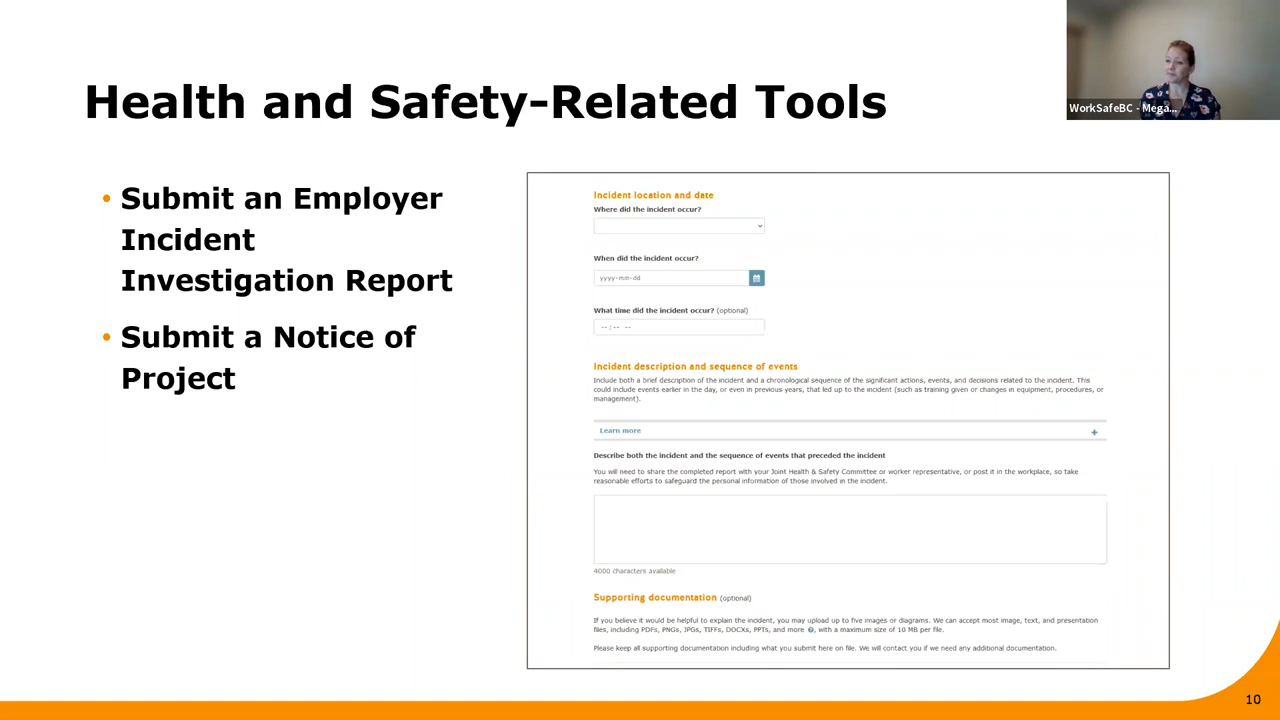 Health and Safety-Related Tools
WorkSafeBC - Mega...
• Submit an Employer
Incident
Investigation Report
• Submit a Notice of
Project
Incident location and date
Where did the incident occur?
When did the incident occur?
yyyy-mm-dd
What time did the incident occur? (optional)
--:-- --
Incident description and sequence of events
Include both a brief description of the incident and a chronological sequence of the significant actions, events, and decisions related to the incident. This
could include events earlier in the day, or even in previous years, that led up to the incident (such as training given or changes in equipment, procedures, or
management).
Learn more +
Describe both the incident and the sequence of events that preceded the incident
You will need to share the completed report with your Joint Health & Safety Committee or worker representative, or post it in the workplace, so take
reasonable efforts to safeguard the personal information of those involved in the incident.
4000 characters available
Supporting documentation (optional)
If you believe it would be helpful to explain the incident, you may upload up to five images or diagrams. We can accept most image, text, and presentation
files, including PDFs, PNGs, JPGs, TIFFs, DOCXs, PPTs, and more ?, with a maximum size of 10 MB per file.
Please keep all supporting documentation including what you submit here on file. We will contact you if we need any additional documentation.
10